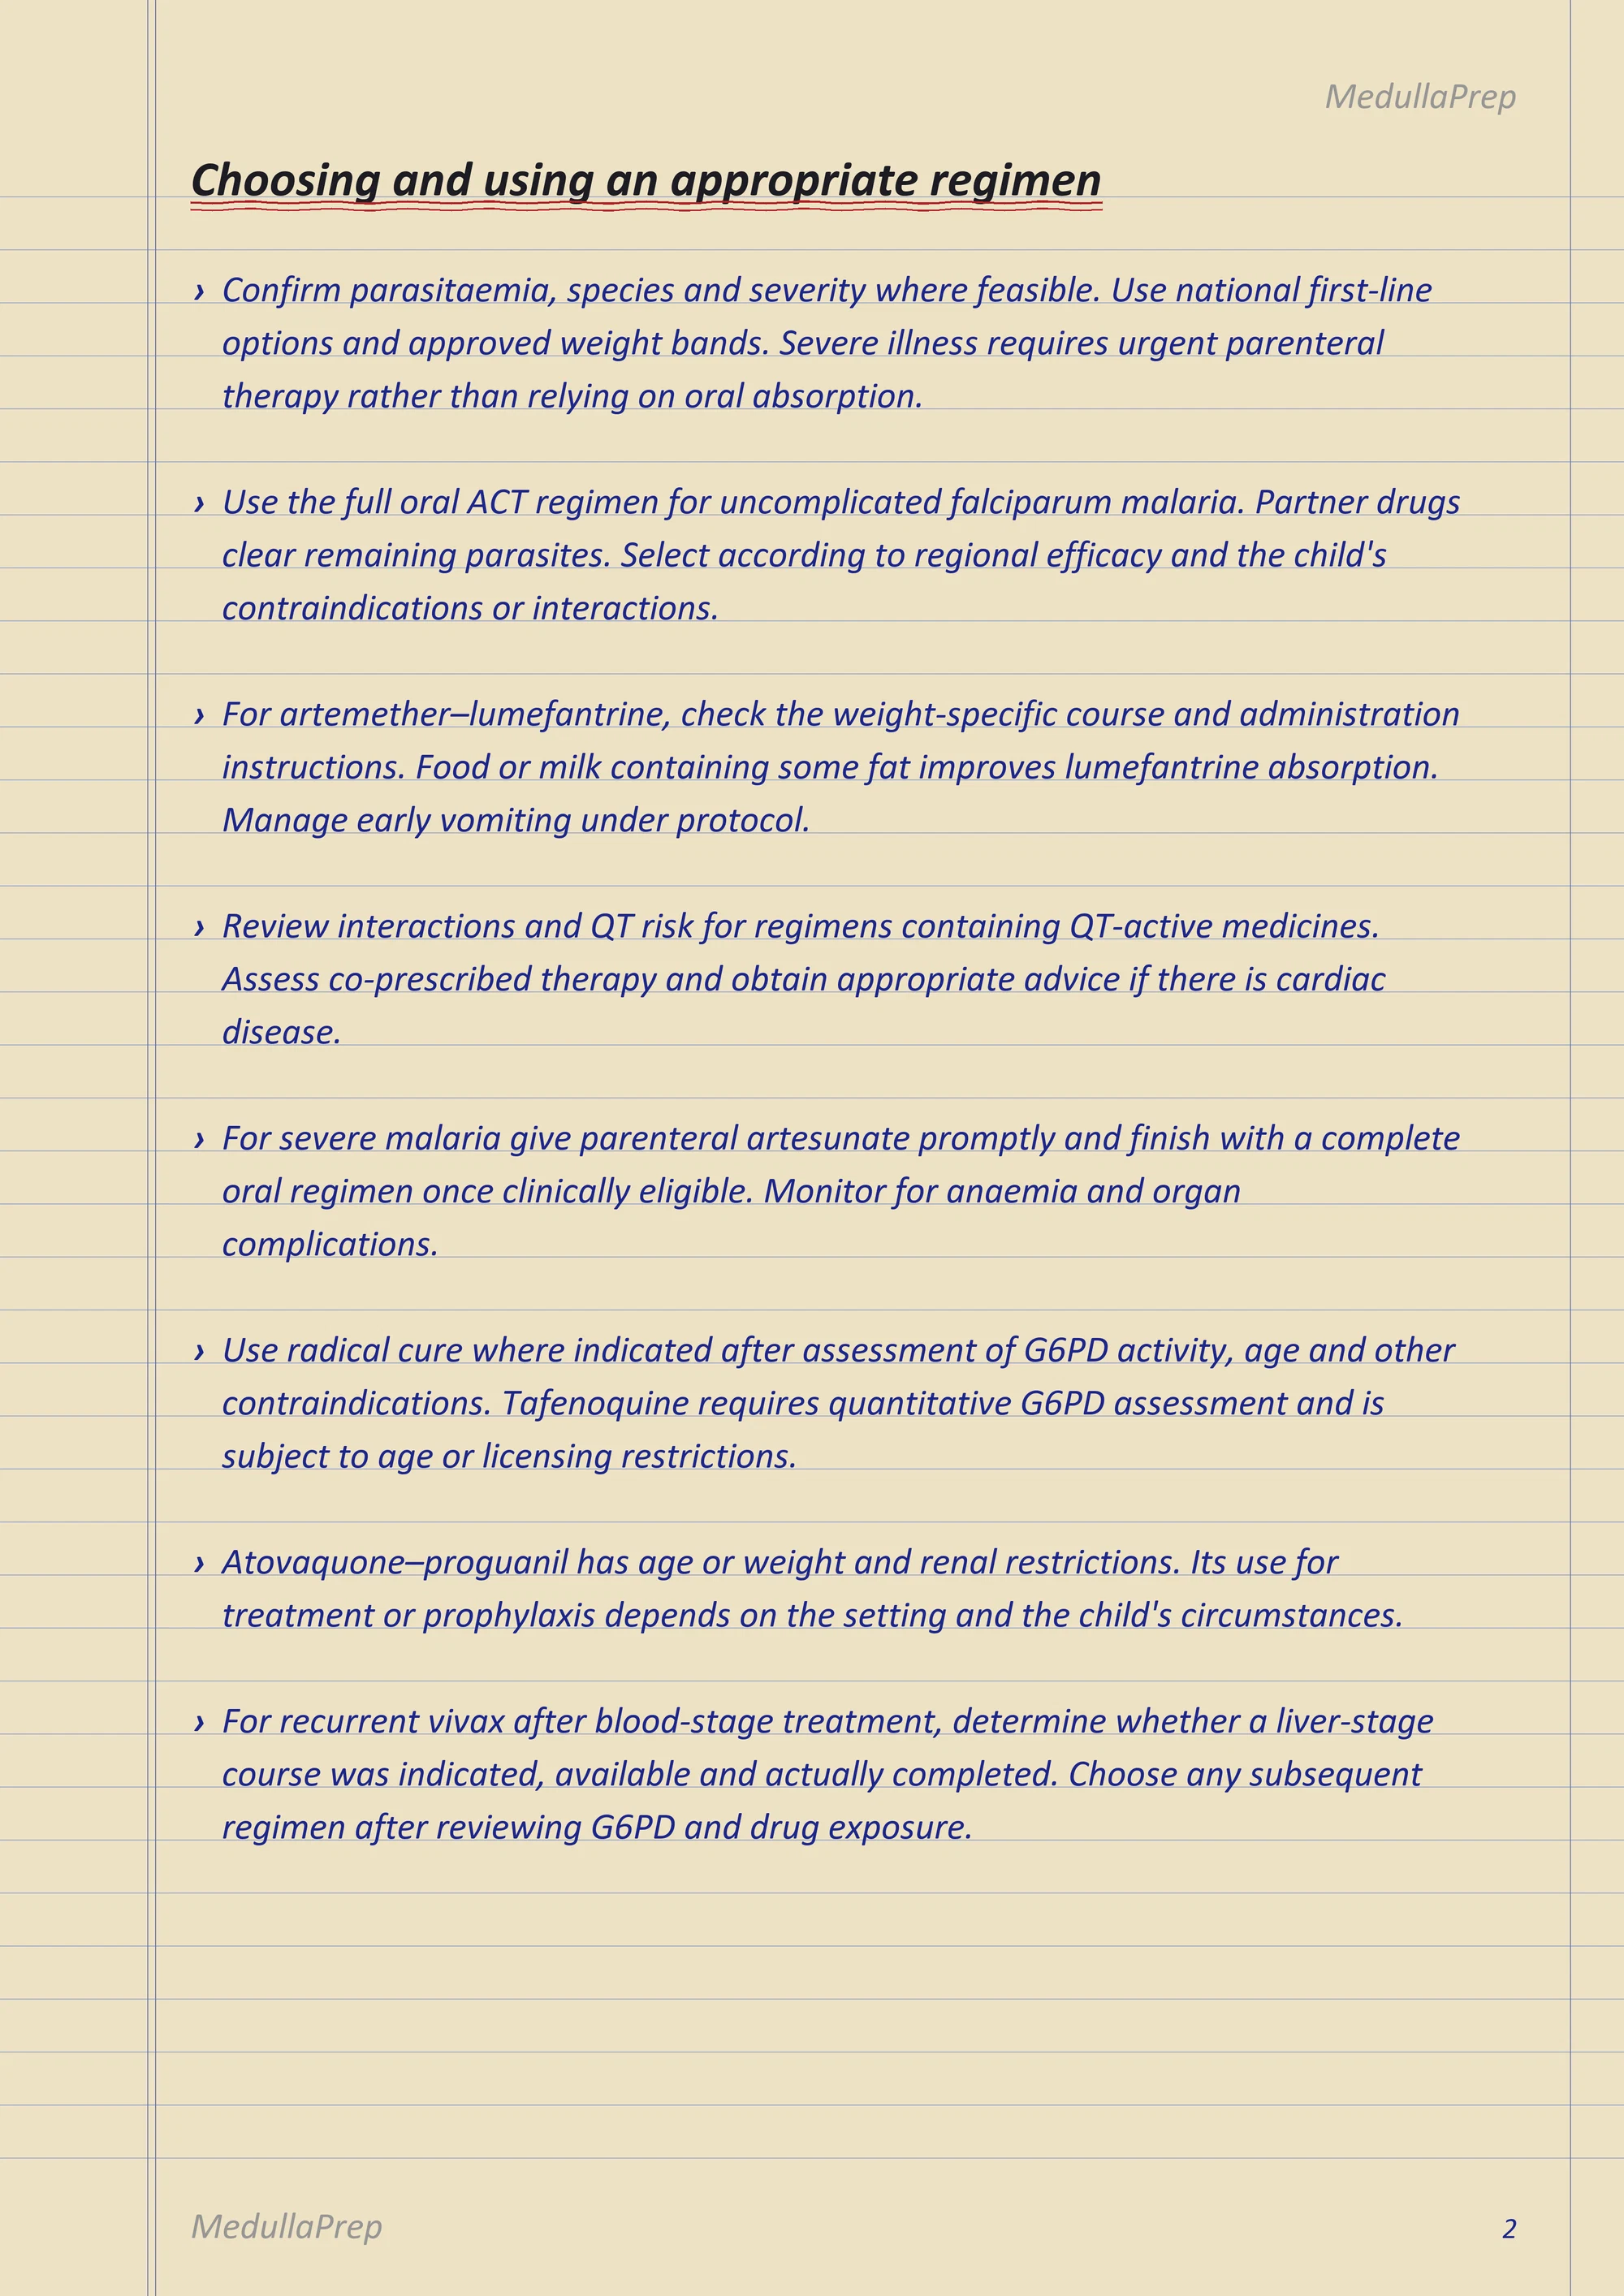 MedullaPrep
Choosing and using an appropriate regimen
› Confirm parasitaemia, species and severity where feasible. Use national first-line
options and approved weight bands. Severe illness requires urgent parenteral
therapy rather than relying on oral absorption.
› Use the full oral ACT regimen for uncomplicated falciparum malaria. Partner drugs
clear remaining parasites. Select according to regional efficacy and the child's
contraindications or interactions.
› For artemether–lumefantrine, check the weight-specific course and administration
instructions. Food or milk containing some fat improves lumefantrine absorption.
Manage early vomiting under protocol.
› Review interactions and QT risk for regimens containing QT-active medicines.
Assess co-prescribed therapy and obtain appropriate advice if there is cardiac
disease.
› For severe malaria give parenteral artesunate promptly and finish with a complete
oral regimen once clinically eligible. Monitor for anaemia and organ
complications.
› Use radical cure where indicated after assessment of G6PD activity, age and other
contraindications. Tafenoquine requires quantitative G6PD assessment and is
subject to age or licensing restrictions.
› Atovaquone–proguanil has age or weight and renal restrictions. Its use for
treatment or prophylaxis depends on the setting and the child's circumstances.
› For recurrent vivax after blood-stage treatment, determine whether a liver-stage
course was indicated, available and actually completed. Choose any subsequent
regimen after reviewing G6PD and drug exposure.
MedullaPrep
2